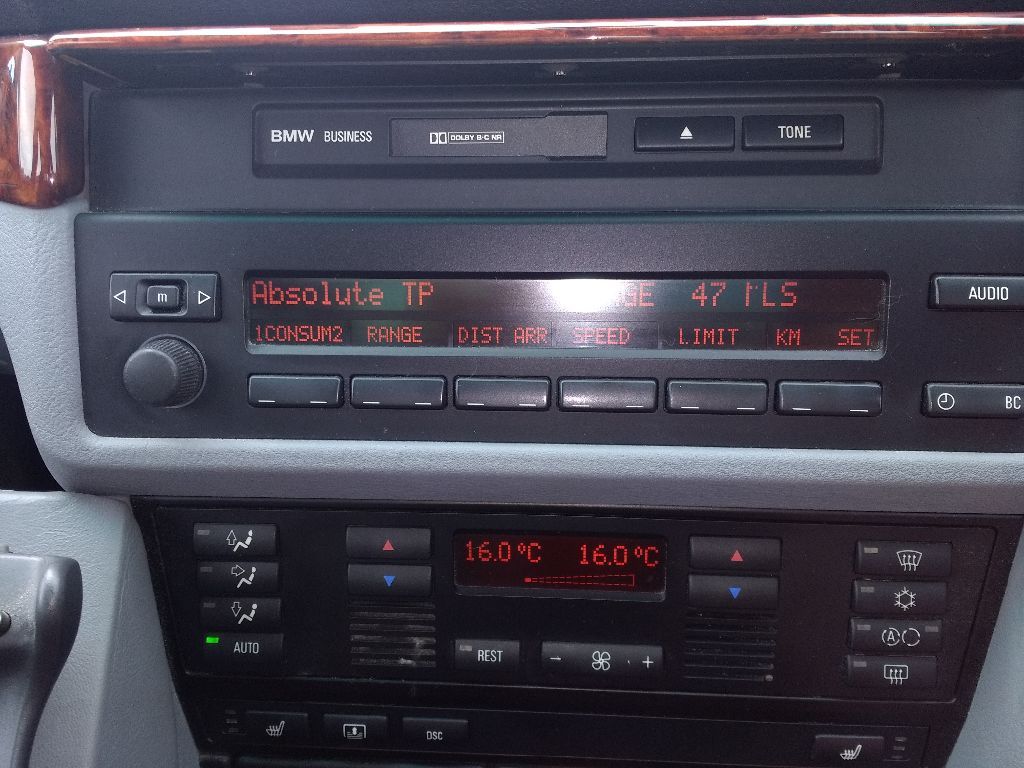 BMW BUSINESS DOLBY B·C NR TONE
m AUDIO
Absolute TP 47
1CONSUM2 RANGE DIST ARR SPEED LIMIT KM SET
BC
16.0°C 16.0°C
AUTO REST - + A
DSC